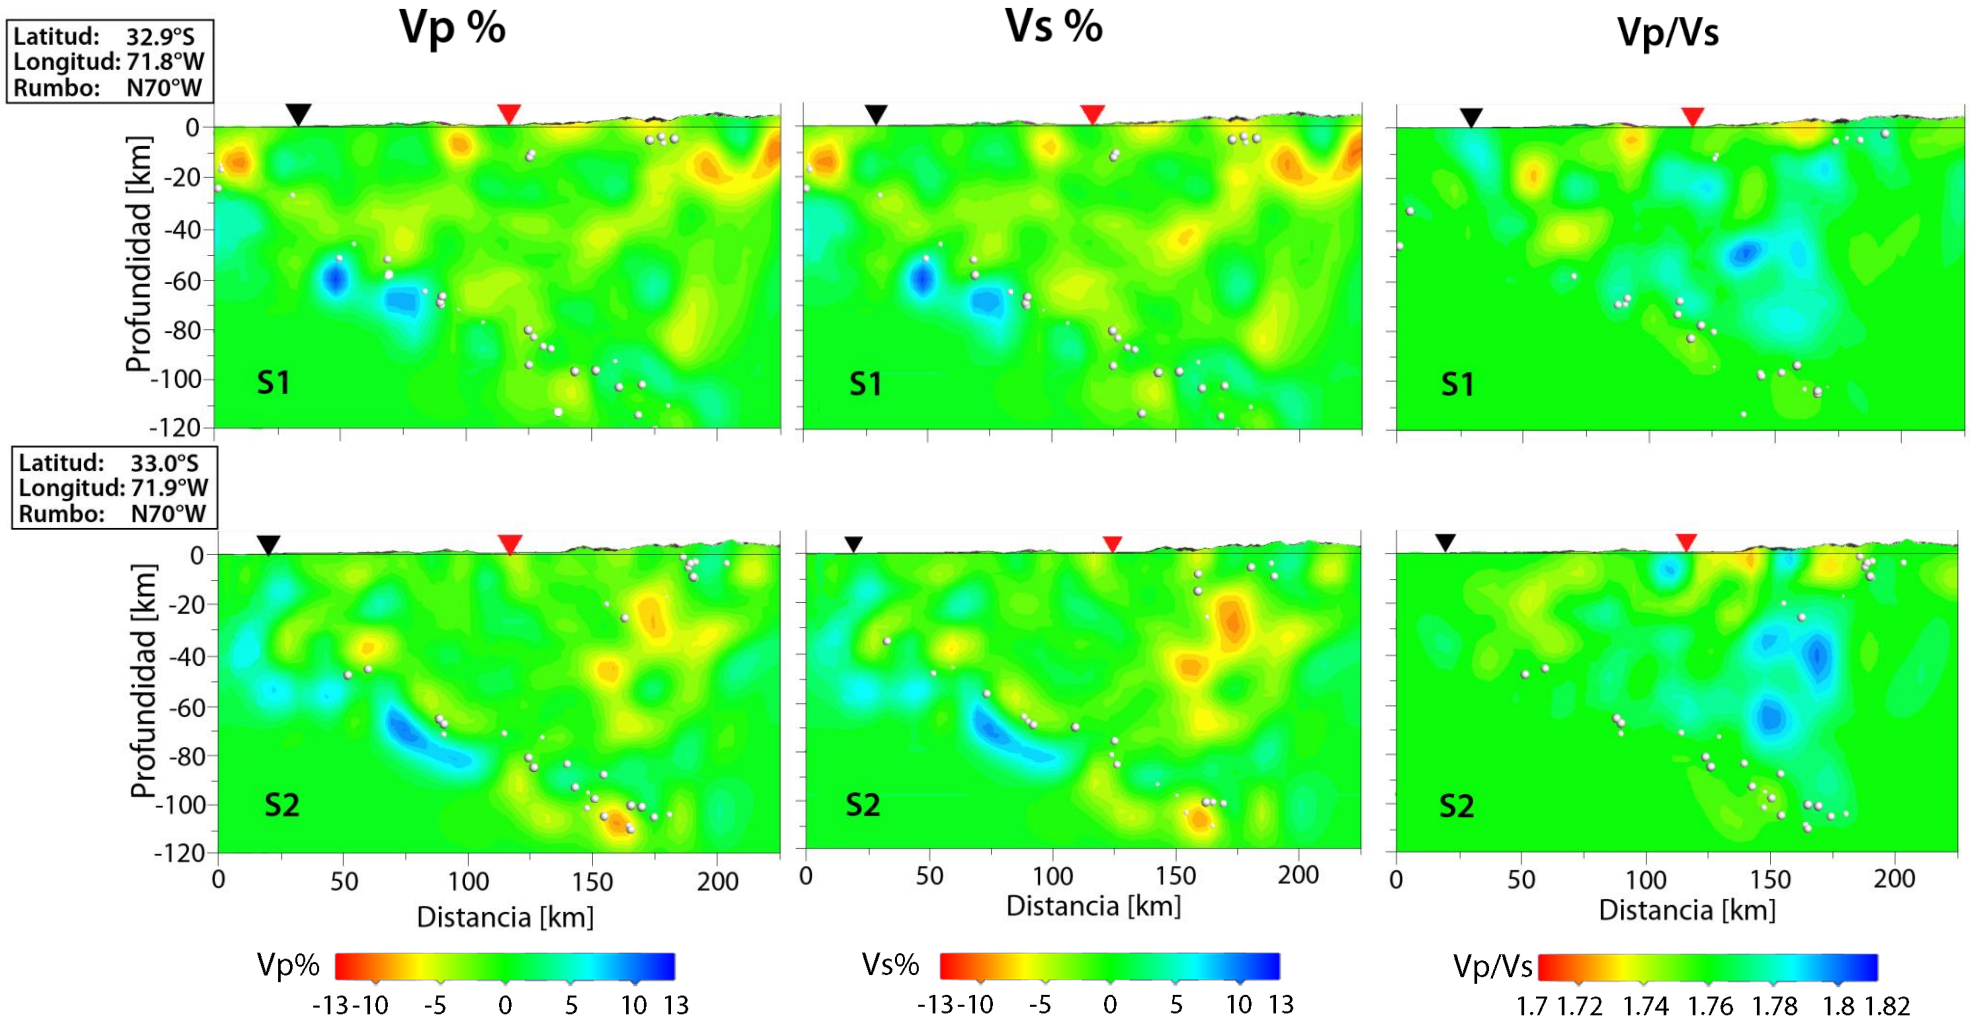 Vp %
Vs %
Vp/Vs
Latitud: 32.9°S
Longitud: 71.8°W
Rumbo: N70°W
Profundidad [km]
0
-20
-40
-60
-80
-100
-120
S1
S1
S1
Latitud: 33.0°S
Longitud: 71.9°W
Rumbo: N70°W
Profundidad [km]
0
-20
-40
-60
-80
-100
-120
S2
S2
S2
0 50 100 150 200
0 50 100 150 200
0 50 100 150 200
Distancia [km]
Distancia [km]
Distancia [km]
Vp%
-13 -10 -5 0 5 10 13
Vs%
-13 -10 -5 0 5 10 13
Vp/Vs
1.7 1.72 1.74 1.76 1.78 1.8 1.82